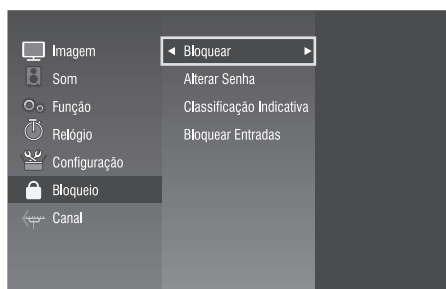 Imagem
Som
Função
Relógio
Configuração
Bloqueio
Canal
Bloquear
Alterar Senha
Classificação Indicativa
Bloquear Entradas